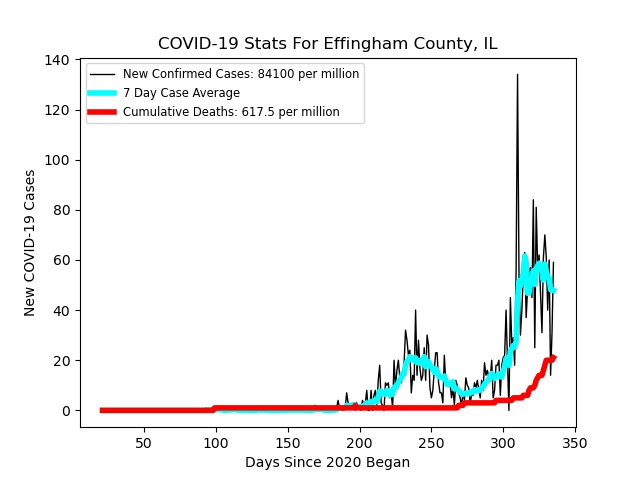 COVID-19 Stats For Effingham County, IL
New Confirmed Cases: 84100 per million
7 Day Case Average
Cumulative Deaths: 617.5 per million
New COVID-19 Cases
140
120
100
80
60
40
20
0
50 100 150 200 250 300 350
Days Since 2020 Began